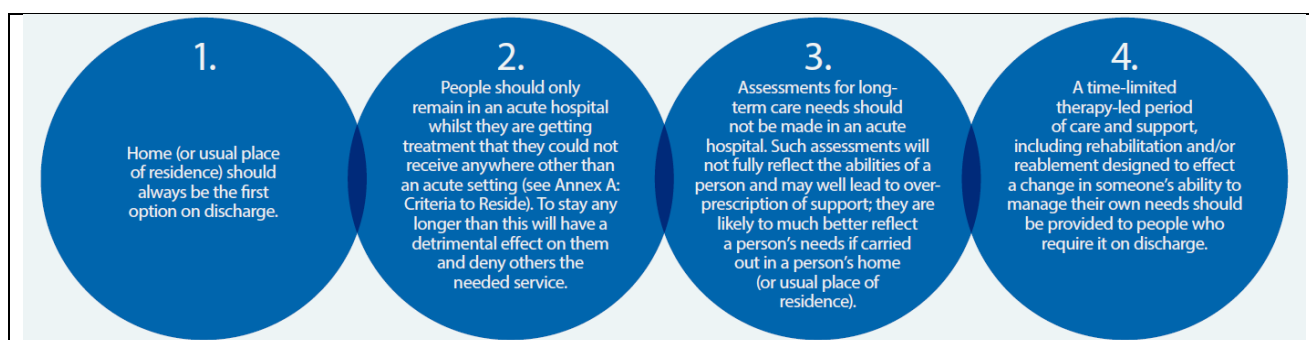 1.
Home (or usual place
of residence) should
always be the first
option on discharge.
2.
People should only
remain in an acute hospital
whilst they are getting
treatment that they could not
receive anywhere other than
an acute setting (see Annex A:
Criteria to Reside). To stay any
longer than this will have a
detrimental effect on them
and deny others the
needed service.
3.
Assessments for long-
term care needs should
not be made in an acute
hospital. Such assessments will
not fully reflect the abilities of a
person and may well lead to over-
prescription of support; they are
likely to much better reflect
a person's needs if carried
out in a person's home
(or usual place of
residence).
4.
A time-limited
therapy-led period
of care and support,
including rehabilitation and/or
reablement designed to effect
a change in someone's ability to
manage their own needs should
be provided to people who
require it on discharge.